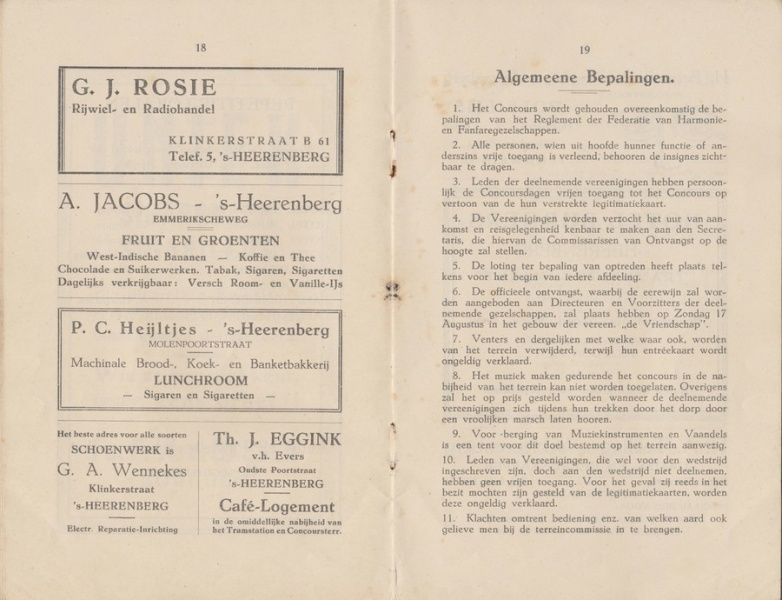 18
G. J. ROSIE
Rijwiel- en Radiohandel
KLINKERSTRAAT B 61
Telef. 5, 's-HEERENBERG
A. JACOBS - 's-Heerenberg
EMMERIKSCHEWEG
FRUIT EN GROENTEN
West-Indische Bananen — Koffie en Thee
Chocolade en Suikerwerken. Tabak, Sigaren, Sigaretten
Dagelijks verkrijgbaar: Versch Room- en Vanille-IJs
P. C. Heijltjes - 's-Heerenberg
MOLENPOORTSTRAAT
Machinale Brood-, Koek- en Banketbakkerij
LUNCHROOM
— Sigaren en Sigaretten —
Het beste adres voor alle soorten
SCHOENWERK is
G. A. Wennekes
Klinkerstraat
's-HEERENBERG
Electr. Reparatie-Inrichting
Th. J. EGGINK
v.h. Evers
Oudste Poortstraat
's-HEERENBERG
Café-Logement
in de omiddellijke nabijheid van
het Tramstation en Concoursterr.
19
Algemeene Bepalingen.
1. Het Concours wordt gehouden overeenkomstig de be-
palingen van het Reglement der Federatie van Harmonie-
en Fanfaregezelschappen.
2. Alle personen, wien uit hoofde hunner functie of an-
derszins vrije toegang is verleend, behooren de insignes zicht-
baar te dragen.
3. Leden der deelnemende vereenigingen hebben persoon-
lijk de Concoursdagen vrijen toegang tot het Concours op
vertoon van de hun verstrekte legitimatiekaart.
4. De Vereenigingen worden verzocht het uur van aan-
komst en reisgelegenheid kenbaar te maken aan den Secre-
taris, die hiervan de Commissarissen van Ontvangst op de
hoogte zal stellen.
5. De loting ter bepaling van optreden heeft plaats tel-
kens voor het begin van iedere afdeeling.
6. De officieele ontvangst, waarbij de eerewijn zal wor-
den aangeboden aan Directeuren en Voorzitters der deel-
nemende gezelschappen, zal plaats hebben op Zondag 17
Augustus in het gebouw der vereen. „de Vriendschap".
7. Venters en dergelijken met welke waar ook, worden
van het terrein verwijderd, terwijl hun entréekaart wordt
ongeldig verklaard.
8. Het muziek maken gedurende het concours in de na-
bijheid van het terrein kan niet worden toegelaten. Overigens
zal het op prijs gesteld worden wanneer de deelnemende
vereenigingen zich tijdens hun trekken door het dorp door
een vroolijken marsch laten hooren.
9. Voor -berging van Muziekinstrumenten en Vaandels
is een tent voor dit doel bestemd op het terrein aanwezig.
10. Leden van Vereenigingen, die wel voor den wedstrijd
ingeschreven zijn, doch aan den wedstrijd niet deelnemen,
hebben geen vrijen toegang. Voor het geval zij reeds in het
bezit mochten zijn gesteld van de legitimatiekaarten, worden
deze ongeldig verklaard.
11. Klachten omtrent bediening enz. van welken aard ook
gelieve men bij de terreincommissie in te brengen.